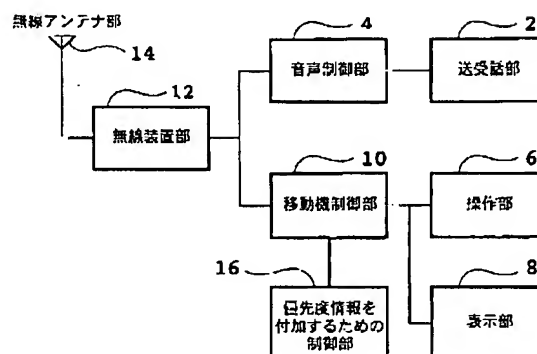 無線アンテナ部
14
4
2
音声制御部
送受話部
12
無線装置部
10
6
移動機制御部
操作部
16
8
優先度情報を
付加するための
制御部
表示部